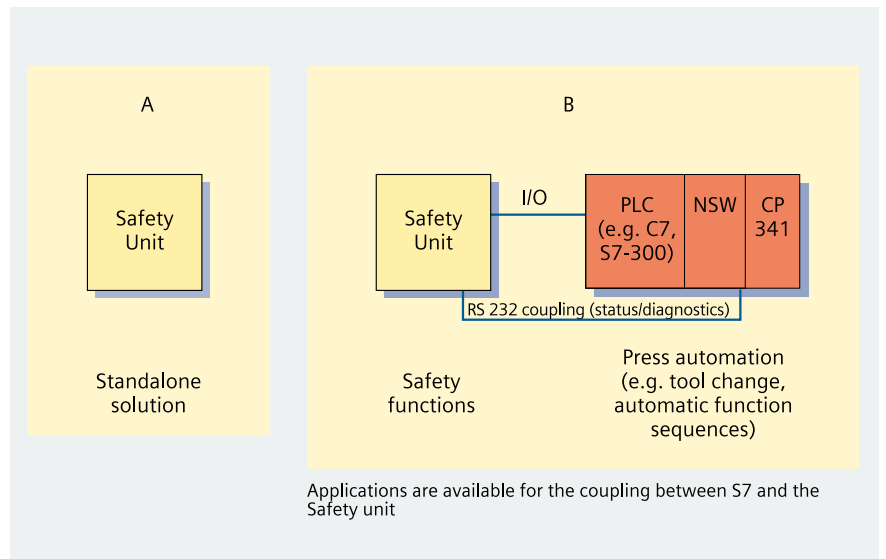 A
Safety
Unit
Standalone
solution
B
Safety
Unit
I/O
PLC
(e.g. C7,
S7-300)
NSW
CP
341
RS 232 coupling (status/diagnostics)
Safety
functions
Press automation
(e.g. tool change,
automatic function
sequences)
Applications are available for the coupling between S7 and the
Safety unit